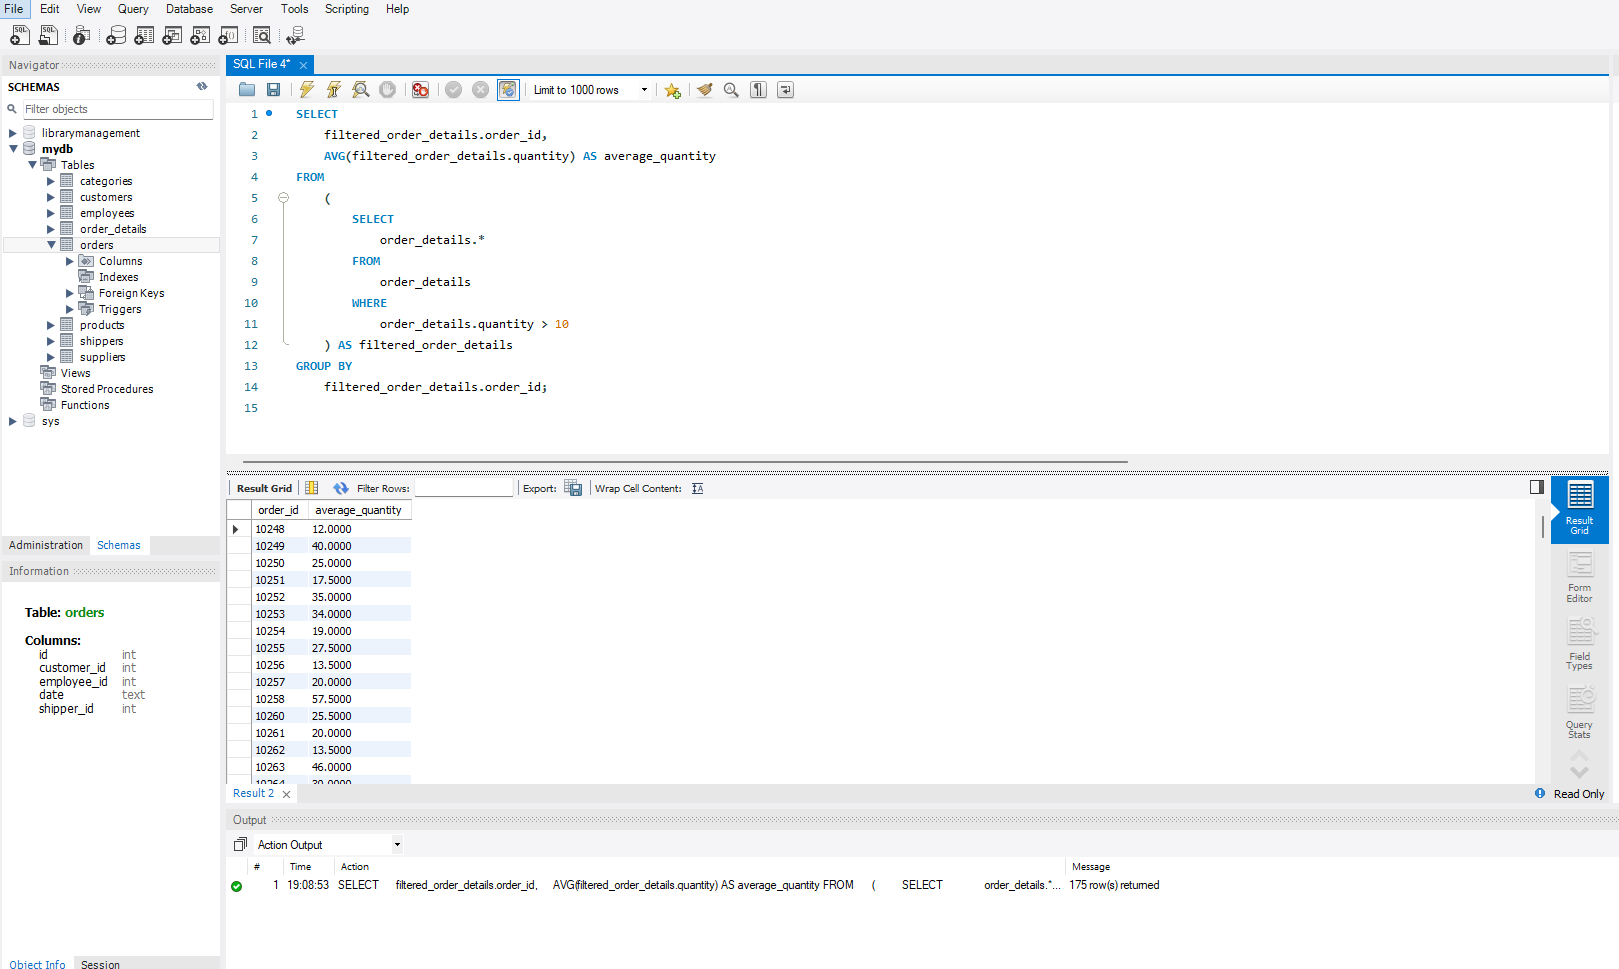 File Edit View Query Database Server Tools Scripting Help
Navigator
SCHEMAS
Filter objects
librarymanagement
mydb
Tables
categories
customers
employees
order_details
orders
Columns
Indexes
Foreign Keys
Triggers
products
shippers
suppliers
Views
Stored Procedures
Functions
sys
Administration Schemas
Information
Table: orders
Columns:
id int
customer_id int
employee_id int
date text
shipper_id int
Object Info Session
SQL File 4*
Limit to 1000 rows
1 SELECT
2 filtered_order_details.order_id,
3 AVG(filtered_order_details.quantity) AS average_quantity
4 FROM
5 (
6 SELECT
7 order_details.*
8 FROM
9 order_details
10 WHERE
11 order_details.quantity > 10
12 ) AS filtered_order_details
13 GROUP BY
14 filtered_order_details.order_id;
15
Result Grid Filter Rows: Export: Wrap Cell Content:
order_id average_quantity
10248 12.0000
10249 40.0000
10250 25.0000
10251 17.5000
10252 35.0000
10253 34.0000
10254 19.0000
10255 27.5000
10256 13.5000
10257 20.0000
10258 57.5000
10260 25.5000
10261 20.0000
10262 13.5000
10263 46.0000
10264 30.0000
Result Grid
Form Editor
Field Types
Query Stats
Result 2
Read Only
Output
Action Output
# Time Action Message
1 19:08:53 SELECT filtered_order_details.order_id, AVG(filtered_order_details.quantity) AS average_quantity FROM ( SELECT order_details.*... 175 row(s) returned